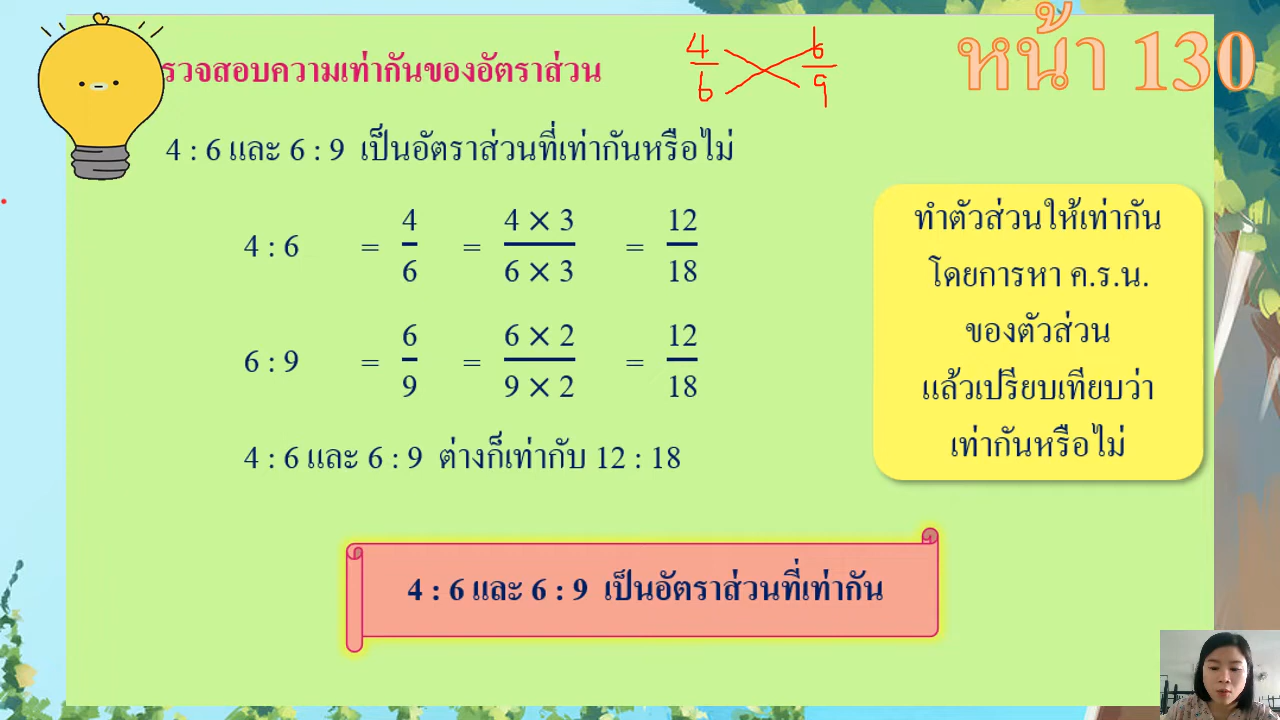 รวจสอบความเท่ากันของอัตราส่วน
4/6 6/9
หน้า 130
4 : 6 และ 6 : 9 เป็นอัตราส่วนที่เท่ากันหรือไม่
4 : 6 = 4/6 = 4 × 3/6 × 3 = 12/18
6 : 9 = 6/9 = 6 × 2/9 × 2 = 12/18
4 : 6 และ 6 : 9 ต่างก็เท่ากับ 12 : 18
ทำตัวส่วนให้เท่ากัน
โดยการหา ค.ร.น.
ของตัวส่วน
แล้วเปรียบเทียบว่า
เท่ากันหรือไม่
4 : 6 และ 6 : 9 เป็นอัตราส่วนที่เท่ากัน